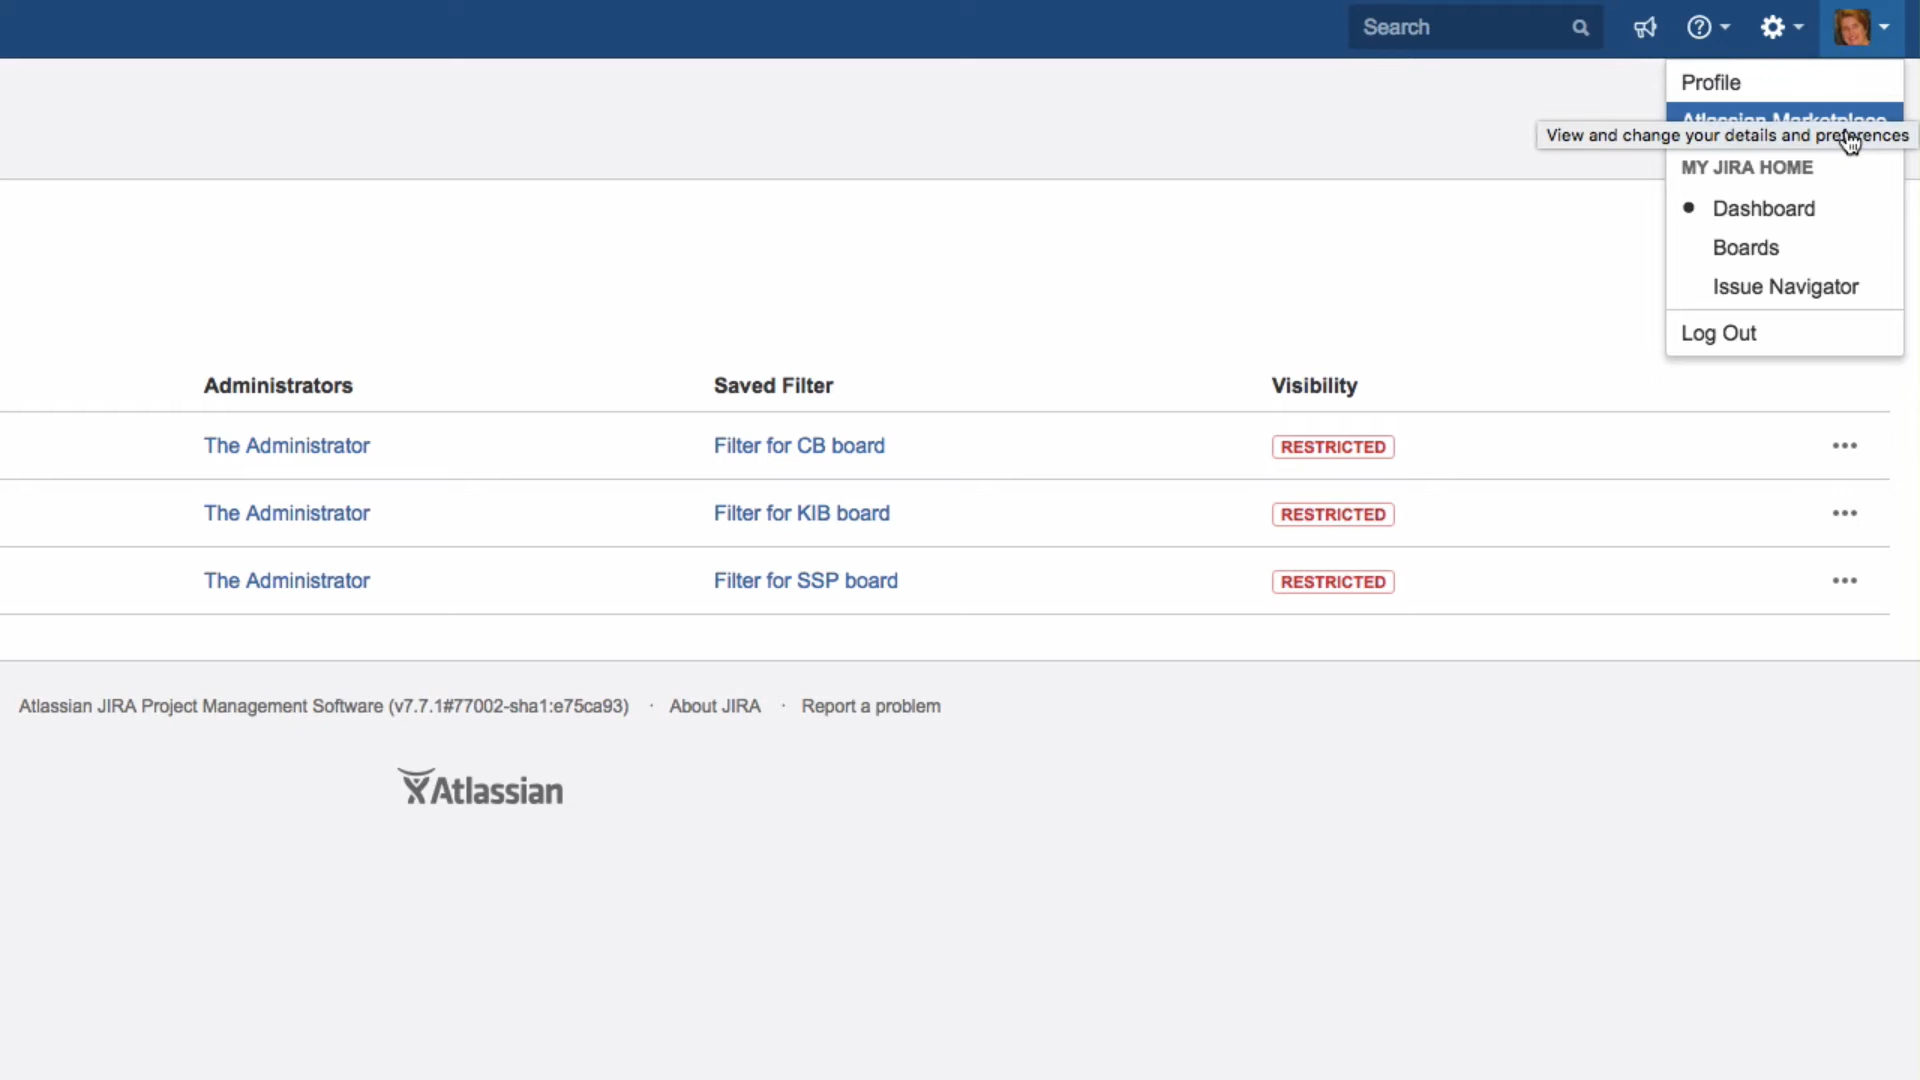 Search
Profile
Atlassian Marketplace
View and change your details and preferences
MY JIRA HOME
Dashboard
Boards
Issue Navigator
Log Out
Administrators Saved Filter Visibility
The Administrator Filter for CB board RESTRICTED
The Administrator Filter for KIB board RESTRICTED
The Administrator Filter for SSP board RESTRICTED
Atlassian JIRA Project Management Software (v7.7.1#77002-sha1:e75ca93) · About JIRA · Report a problem
Atlassian